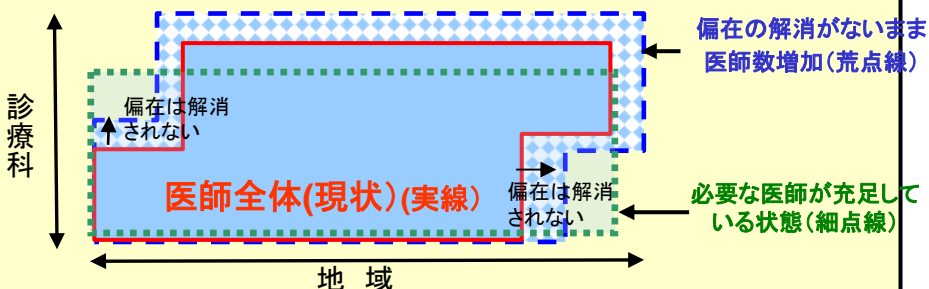 偏在の解消がないまま
医師数増加(荒点線)
診療科
偏在は解消
されない
医師全体(現状)(実線)
偏在は解消
されない
必要な医師が充足して
いる状態(細点線)
地 域